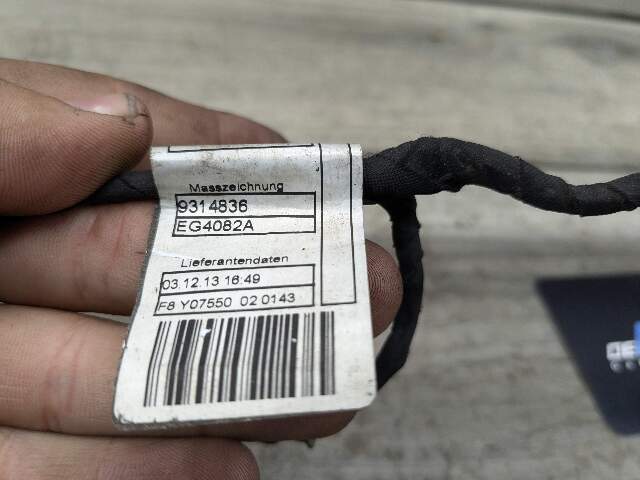 Masszeichnung
9314836
EG4082A
Lieferantendaten
03.12.13 16:49
F8 Y07550 02 0143